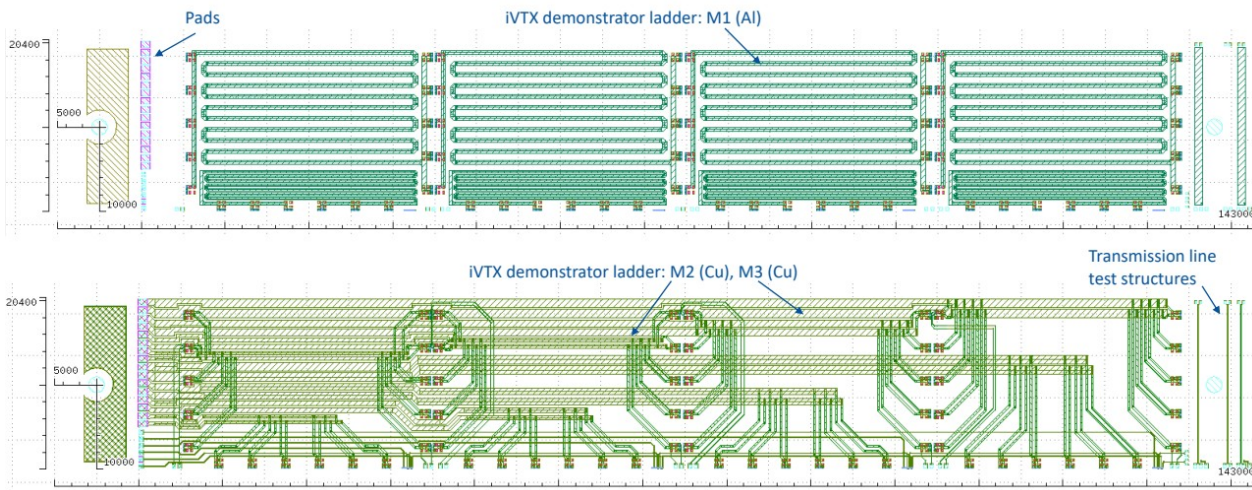 Pads
iVTX demonstrator ladder: M1 (Al)
20400
5000
10000
143000
iVTX demonstrator ladder: M2 (Cu), M3 (Cu)
Transmission line
test structures
20400
5000
10000
143000